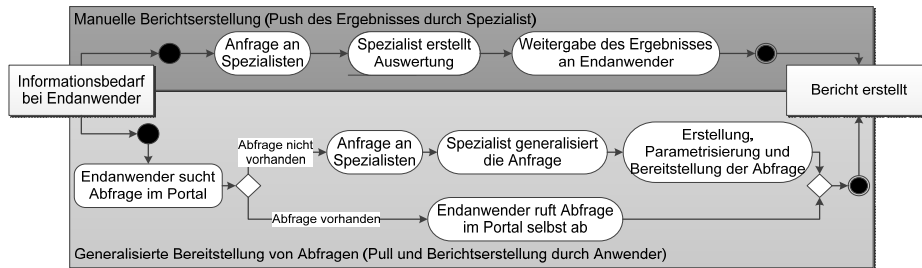 Manuelle Berichtserstellung (Push des Ergebnisses durch Spezialist)
Anfrage an
Spezialisten
Spezialist erstellt
Auswertung
Weitergabe des Ergebnisses
an Endanwender
Informationsbedarf
bei Endanwender
Bericht erstellt
Endanwender sucht
Abfrage im Portal
Abfrage nicht
vorhanden
Anfrage an
Spezialisten
Spezialist generalisiert
die Anfrage
Erstellung,
Parametrisierung und
Bereitstellung der Abfrage
Abfrage vorhanden
Endanwender ruft Abfrage
im Portal selbst ab
Generalisierte Bereitstellung von Abfragen (Pull und Berichtserstellung durch Anwender)